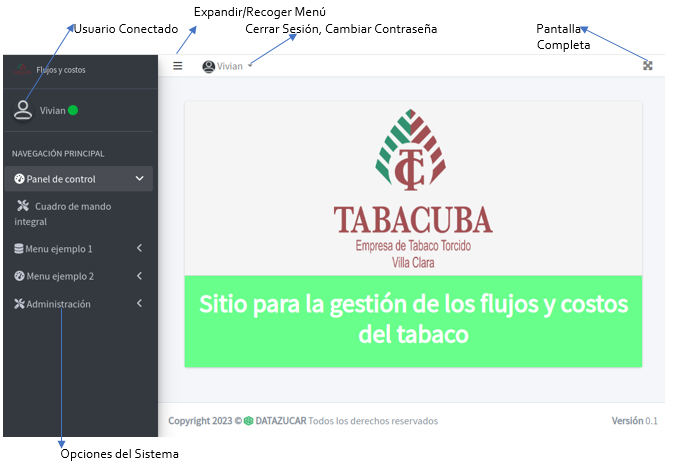 Expandir/Recoger Menú
Usuario Conectado
Cerrar Sesión, Cambiar Contraseña
Pantalla
Completa
Flujos y costos
Vivian
Vivian
NAVEGACIÓN PRINCIPAL
Panel de control
Cuadro de mando
integral
Menu ejemplo 1
Menu ejemplo 2
Administración
TC
TABACUBA
Empresa de Tabaco Torcido
Villa Clara
Sitio para la gestión de los flujos y costos
del tabaco
Copyright 2023 © DATAZUCAR Todos los derechos reservados
Versión 0.1
Opciones del Sistema